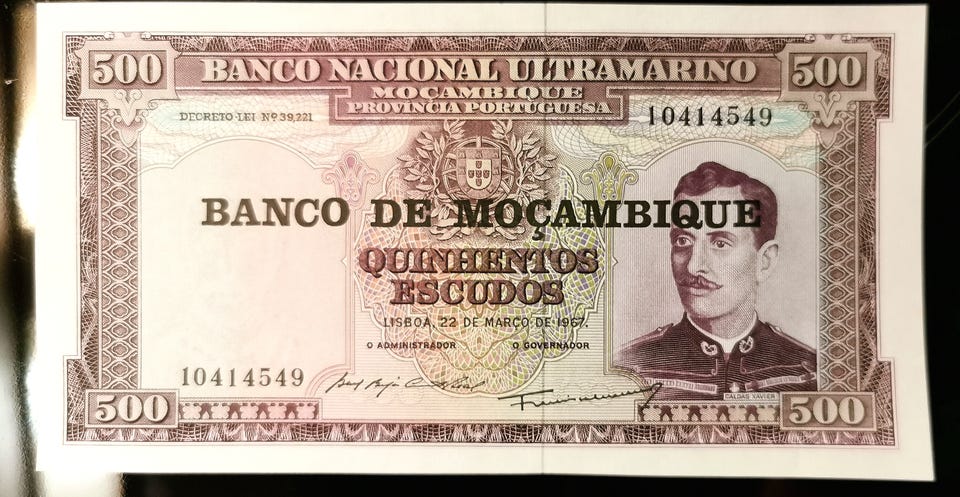 500 BANCO NACIONAL ULTRAMARINO 500
MOÇAMBIQUE
PROVÍNCIA PORTUGUESA
DECRETO-LEI Nº 39,221
10414549
BANCO DE MOÇAMBIQUE
QUINHENTOS
ESCUDOS
LISBOA, 22 DE MARÇO DE 1967.
O ADMINISTRADOR O GOVERNADOR
10414549
CALDAS XAVIER
500 500